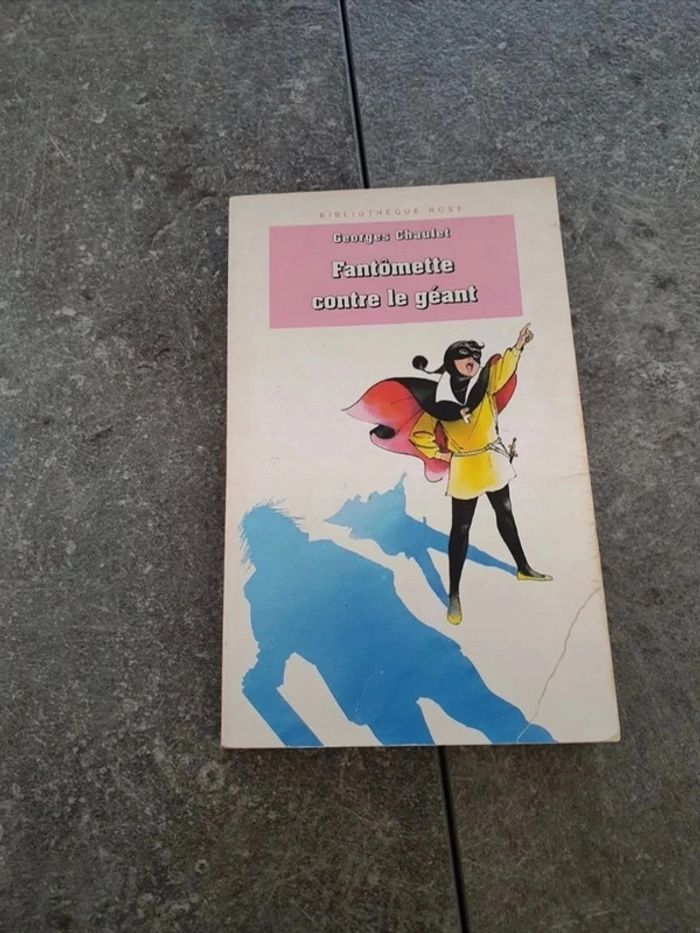 BIBLIOTHÈQUE ROSE
Georges Chaulet
Fantômette
contre le géant
F